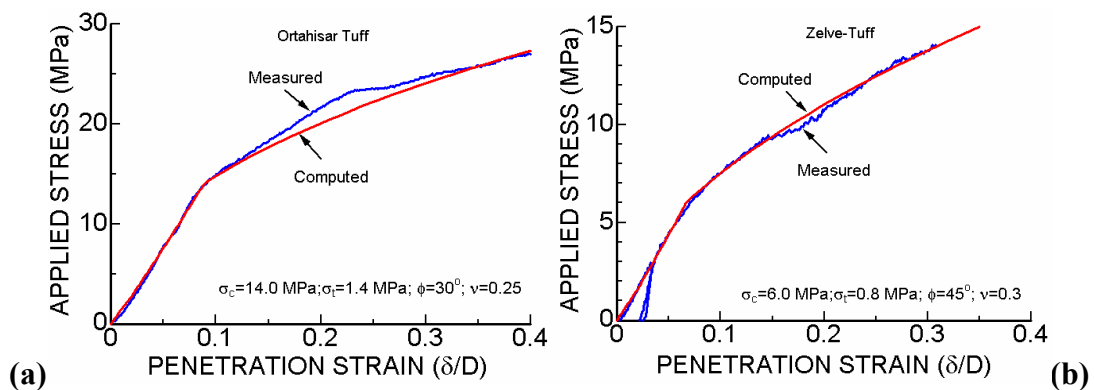 30
20
10
0
APPLIED STRESS (MPa)
Ortahisar Tuff
Measured
Computed
σc=14.0 MPa;σt=1.4 MPa; ϕ=30°; ν=0.25
0 0.1 0.2 0.3 0.4
PENETRATION STRAIN (δ/D)
(a)
15
10
5
0
APPLIED STRESS (MPa)
Zelve-Tuff
Computed
Measured
σc=6.0 MPa;σt=0.8 MPa; ϕ=45°; ν=0.3
0 0.1 0.2 0.3 0.4
PENETRATION STRAIN (δ/D)
(b)